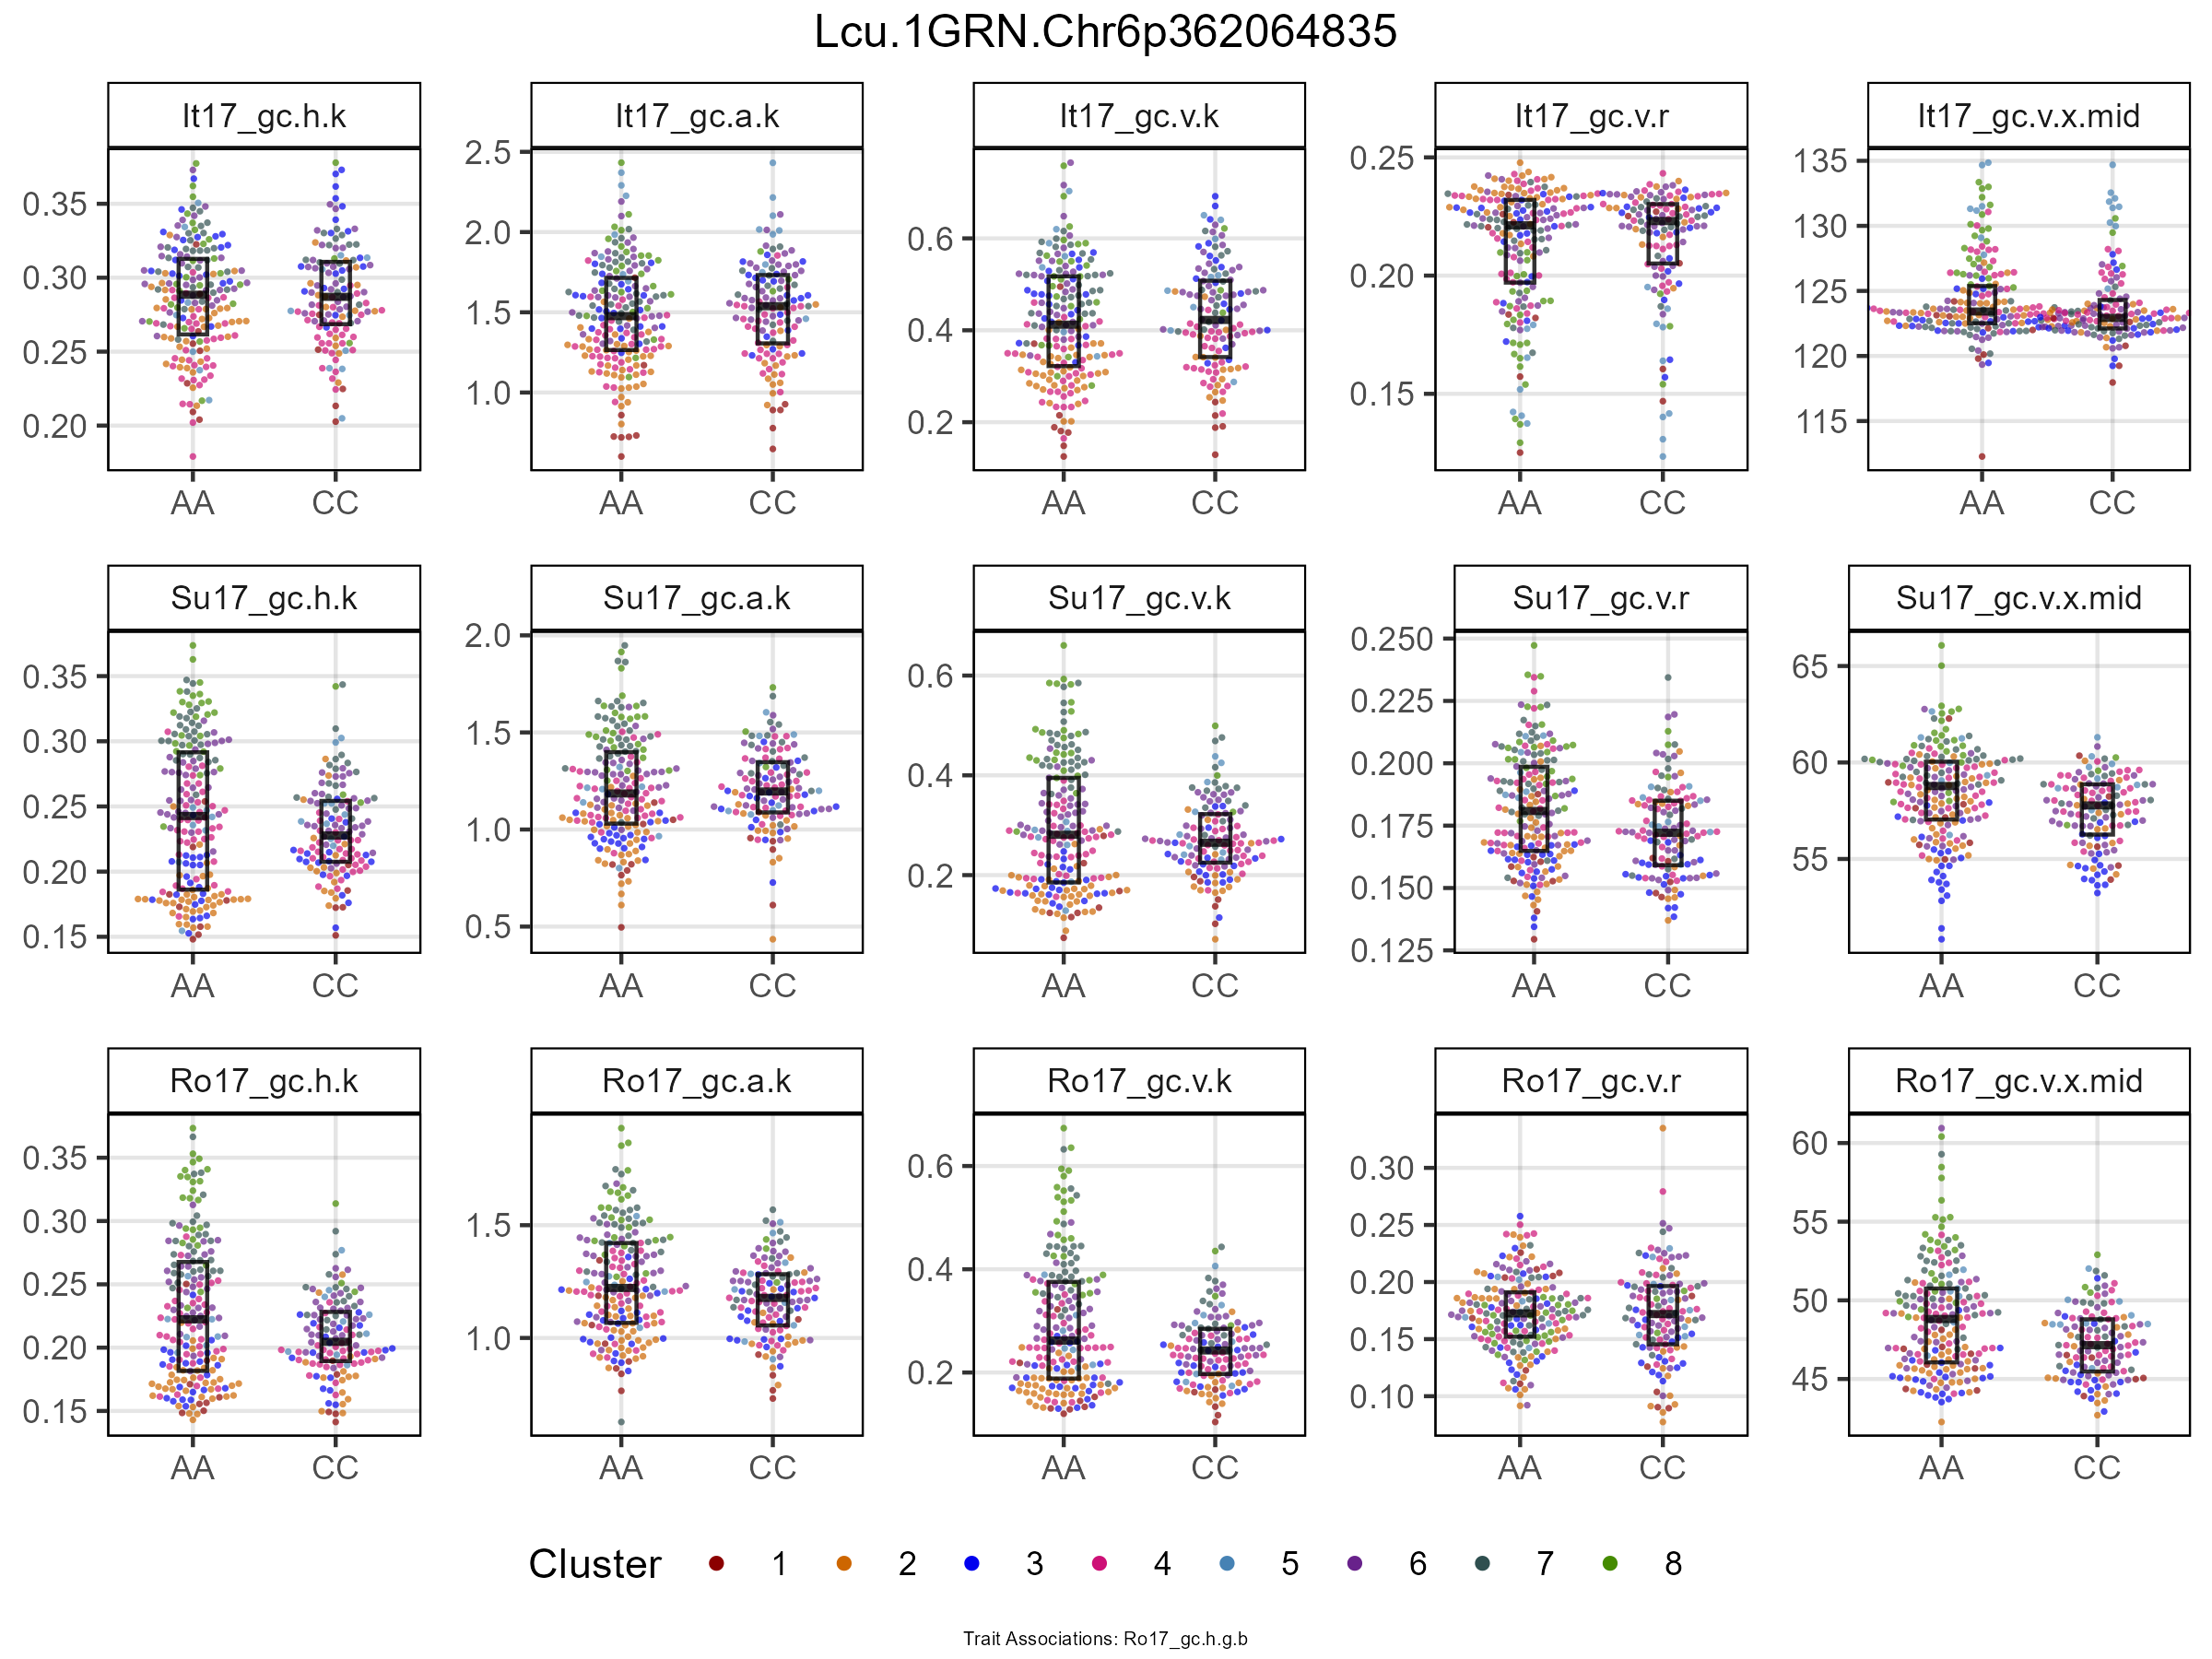 Lcu.1GRN.Chr6p362064835
It17_gc.h.k It17_gc.a.k It17_gc.v.k It17_gc.v.r It17_gc.v.x.mid
0.35 0.30 0.25 0.20
2.5 2.0 1.5 1.0
0.6 0.4 0.2
0.25 0.20 0.15
135 130 125 120 115
AA CC AA CC AA CC AA CC AA CC
Su17_gc.h.k Su17_gc.a.k Su17_gc.v.k Su17_gc.v.r Su17_gc.v.x.mid
0.35 0.30 0.25 0.20 0.15
2.0 1.5 1.0 0.5
0.6 0.4 0.2
0.250 0.225 0.200 0.175 0.150 0.125
65 60 55
AA CC AA CC AA CC AA CC AA CC
Ro17_gc.h.k Ro17_gc.a.k Ro17_gc.v.k Ro17_gc.v.r Ro17_gc.v.x.mid
0.35 0.30 0.25 0.20 0.15
1.5 1.0
0.6 0.4 0.2
0.30 0.25 0.20 0.15 0.10
60 55 50 45
AA CC AA CC AA CC AA CC AA CC
Cluster 1 2 3 4 5 6 7 8
Trait Associations: Ro17_gc.h.g.b